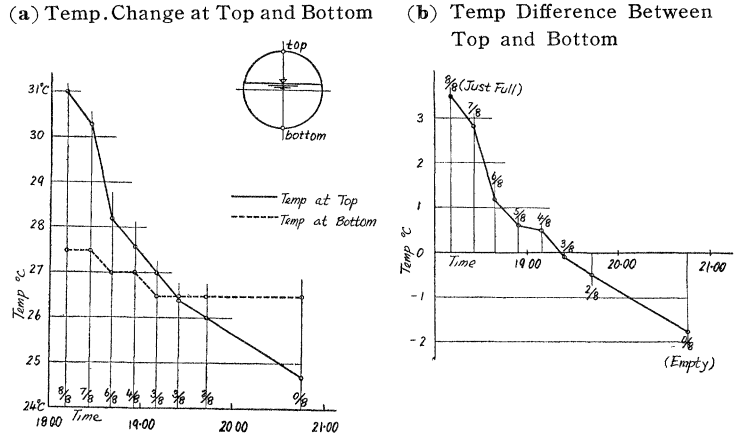 (a) Temp. Change at Top and Bottom
top
bottom
Temp at Top
Temp at Bottom
31°C
30
29
28
27
26
25
24°C
Temp °C
8/8 7/8 6/8 4/8 3/8 3/8 2/8 0/8
18 00 19·00 20 00 21·00
Time
(b) Temp Difference Between
Top and Bottom
8/8 (Just Full)
7/8
6/8
5/8
4/8
3/8
2/8
0/8
(Empty)
3
2
1
0
-1
-2
Temp °C
Time 19 00 20·00 21·00